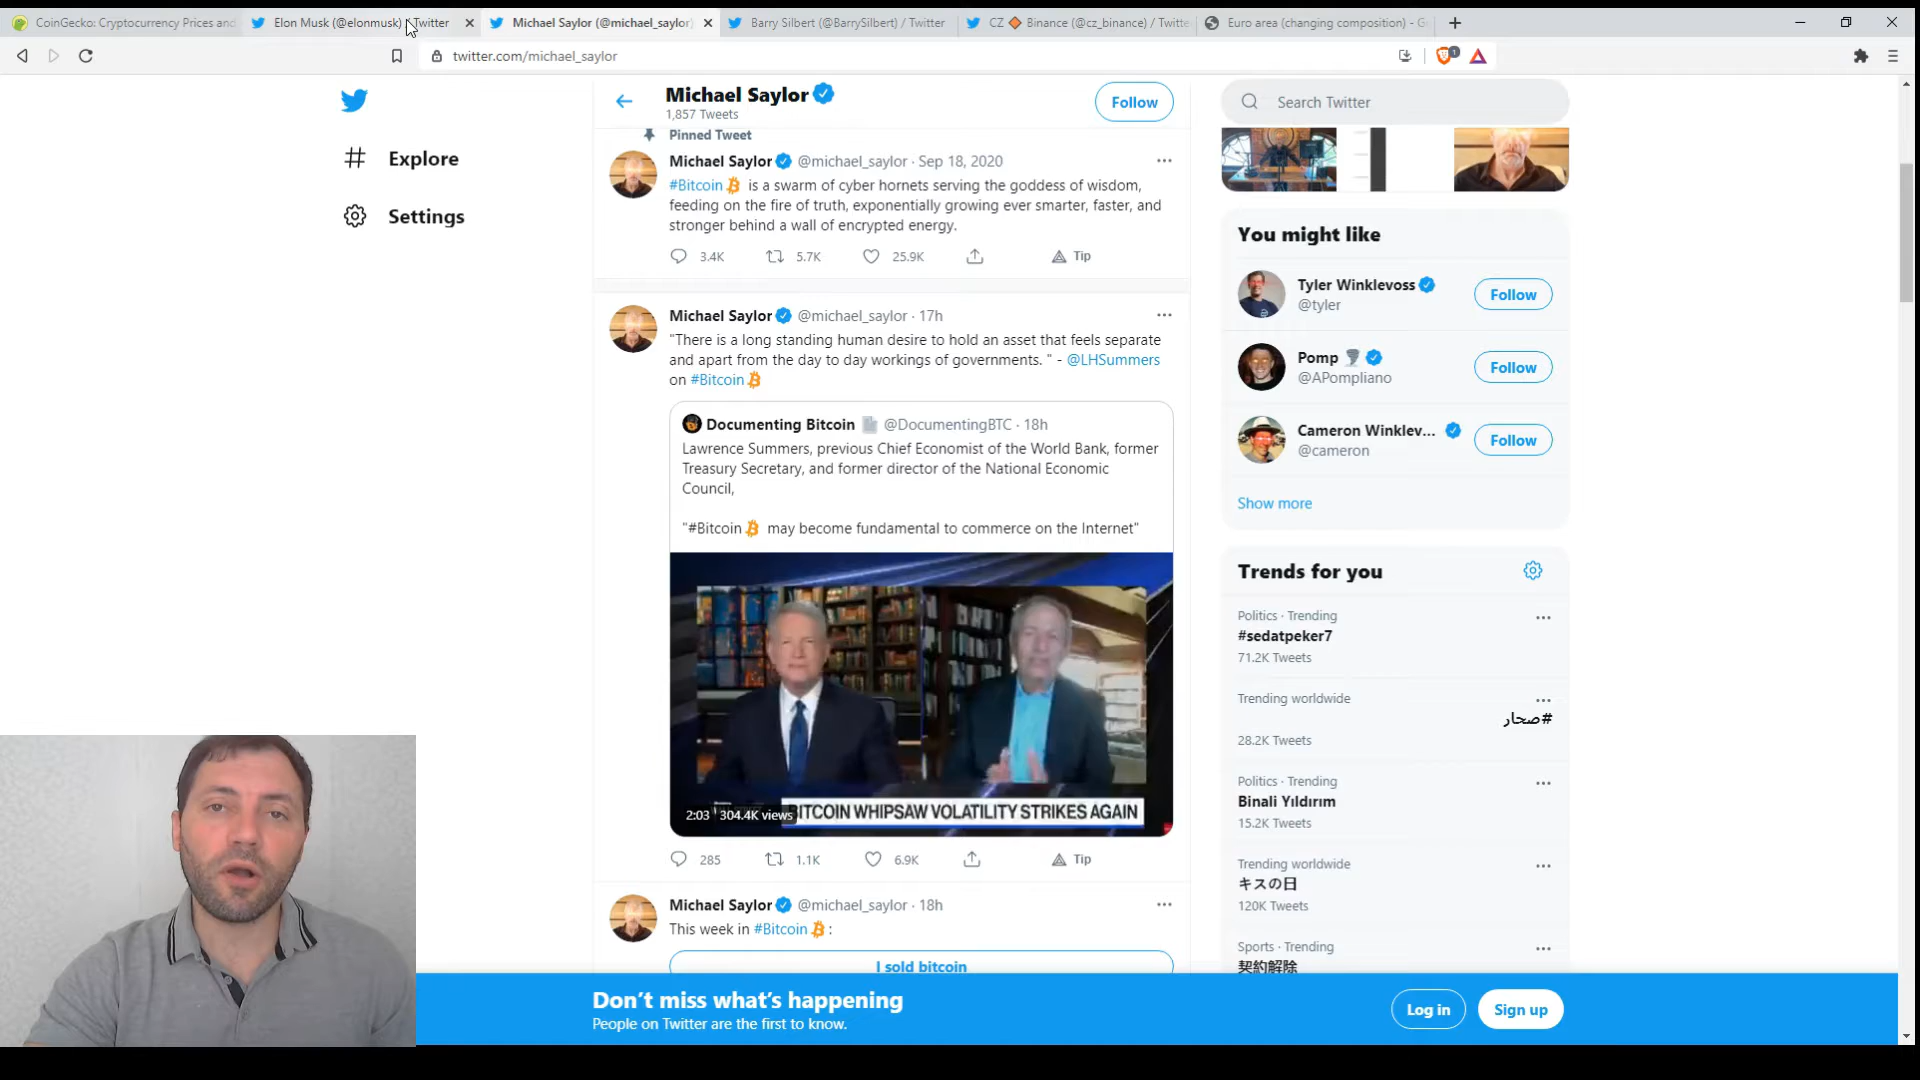 CoinGecko: Cryptocurrency Prices and
Elon Musk (@elonmusk) / Twitter
Michael Saylor (@michael_saylor)
Barry Silbert (@BarrySilbert) / Twitter
CZ 🔶 Binance (@cz_binance) / Twitte
Euro area (changing composition) - G
twitter.com/michael_saylor
1
Explore
Settings
Michael Saylor
1,857 Tweets
Follow
Pinned Tweet
Michael Saylor @michael_saylor · Sep 18, 2020
#Bitcoin is a swarm of cyber hornets serving the goddess of wisdom,
feeding on the fire of truth, exponentially growing ever smarter, faster, and
stronger behind a wall of encrypted energy.
3.4K 5.7K 25.9K Tip
Michael Saylor @michael_saylor · 17h
"There is a long standing human desire to hold an asset that feels separate
and apart from the day to day workings of governments. " - @LHSummers
on #Bitcoin
Documenting Bitcoin @DocumentingBTC · 18h
Lawrence Summers, previous Chief Economist of the World Bank, former
Treasury Secretary, and former director of the National Economic
Council,
"#Bitcoin may become fundamental to commerce on the Internet"
2:03 304.4K views
BITCOIN WHIPSAW VOLATILITY STRIKES AGAIN
285 1.1K 6.9K Tip
Michael Saylor @michael_saylor · 18h
This week in #Bitcoin :
I sold bitcoin
Search Twitter
You might like
Tyler Winklevoss
@tyler
Follow
Pomp
@APompliano
Follow
Cameron Winklev...
@cameron
Follow
Show more
Trends for you
Politics · Trending
#sedatpeker7
71.2K Tweets
Trending worldwide
#صحار
28.2K Tweets
Politics · Trending
Binali Yıldırım
15.2K Tweets
Trending worldwide
キスの日
120K Tweets
Sports · Trending
契約解除
Don't miss what's happening
People on Twitter are the first to know.
Log in
Sign up